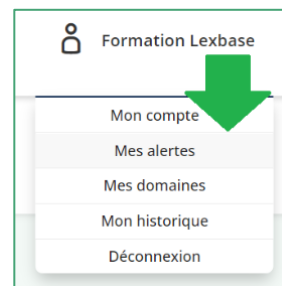 Formation Lexbase
Mon compte
Mes alertes
Mes domaines
Mon historique
Déconnexion